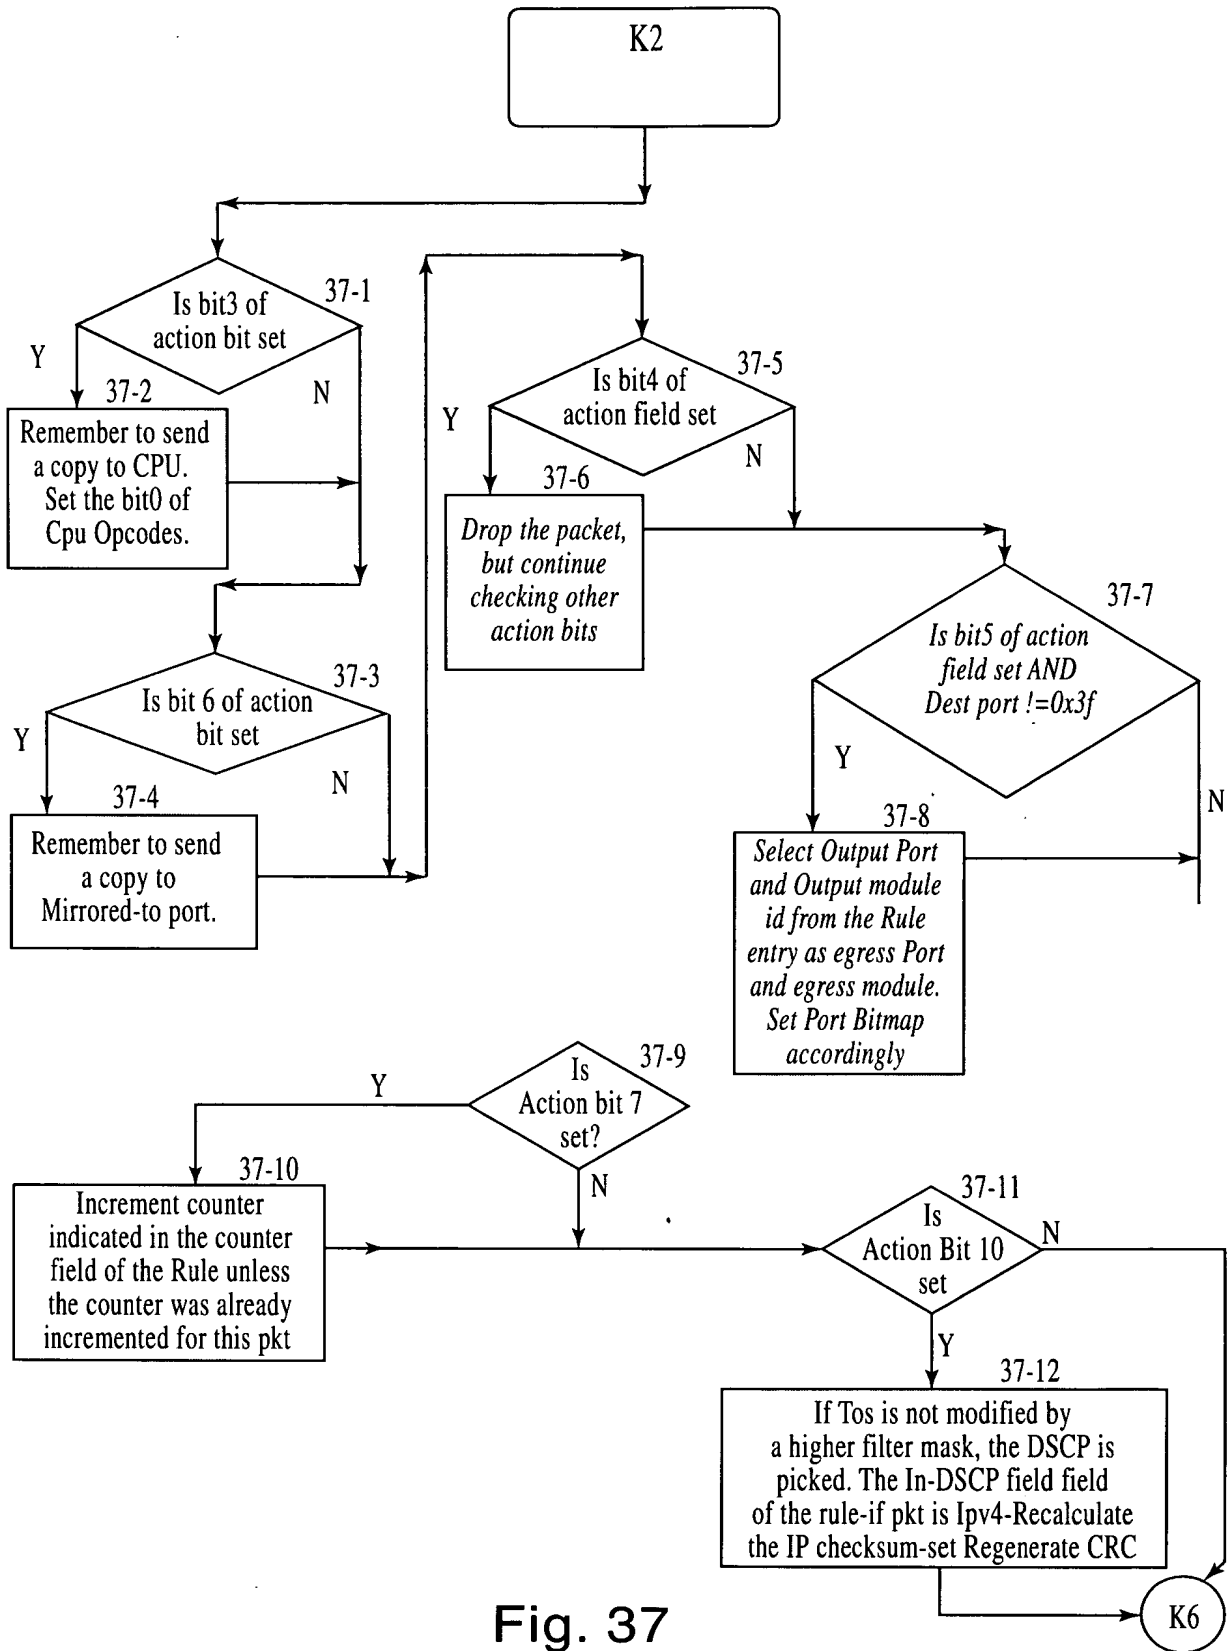 K2
37-1
Is bit3 of
action bit set
Y
N
37-2
Remember to send
a copy to CPU.
Set the bit0 of
Cpu Opcodes.
37-3
Is bit 6 of action
bit set
Y
N
37-4
Remember to send
a copy to
Mirrored-to port.
37-5
Is bit4 of
action field set
Y
N
37-6
Drop the packet,
but continue
checking other
action bits
37-7
Is bit5 of action
field set AND
Dest port !=0x3f
Y
N
37-8
Select Output Port
and Output module
id from the Rule
entry as egress Port
and egress module.
Set Port Bitmap
accordingly
37-9
Is
Action bit 7
set?
Y
N
37-10
Increment counter
indicated in the counter
field of the Rule unless
the counter was already
incremented for this pkt
37-11
Is
Action Bit 10
set
N
Y
37-12
If Tos is not modified by
a higher filter mask, the DSCP is
picked. The In-DSCP field field
of the rule-if pkt is Ipv4-Recalculate
the IP checksum-set Regenerate CRC
K6
Fig. 37